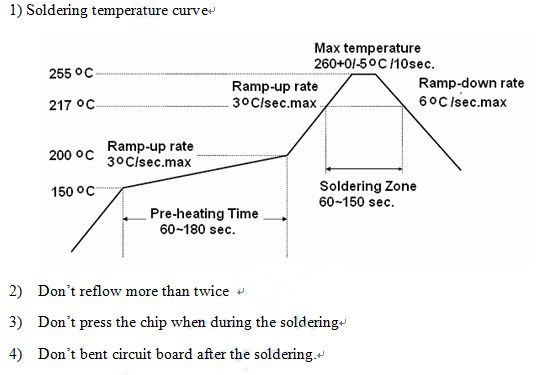 1) Soldering temperature curve↵
Max temperature
260+0/-5ºC /10sec.
255 ºC
Ramp-up rate
Ramp-down rate
217 ºC
3ºC/sec.max
6ºC /sec.max
Ramp-up rate
200 ºC
3ºC/sec.max
150 ºC
Soldering Zone
60~150 sec.
Pre-heating Time
60~180 sec.
2) Don't reflow more than twice ↵
3) Don't press the chip when during the soldering↵
4) Don't bent circuit board after the soldering.↵